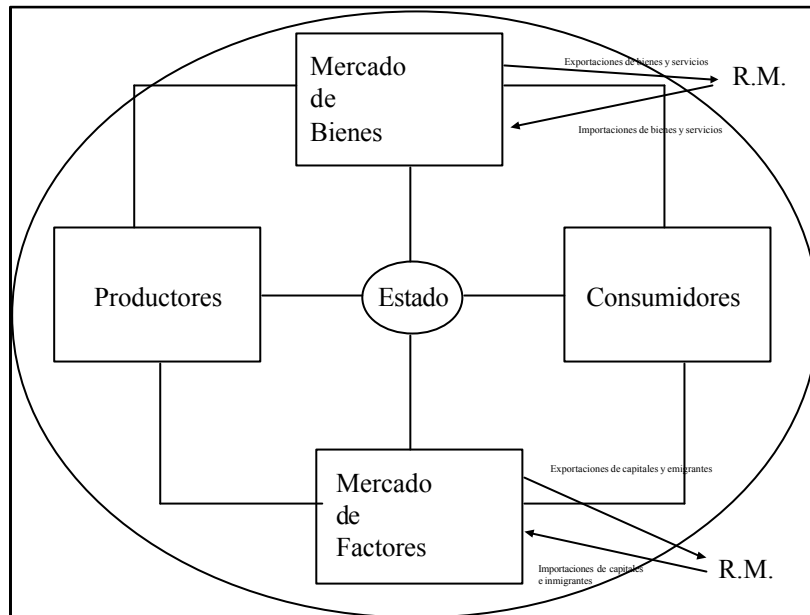 Mercado
de
Bienes
Exportaciones de bienes y servicios
R.M.
Importaciones de bienes y servicios
Productores
Estado
Consumidores
Mercado
de
Factores
Exportaciones de capitales y emigrantes
Importaciones de capitales
e inmigrantes
R.M.